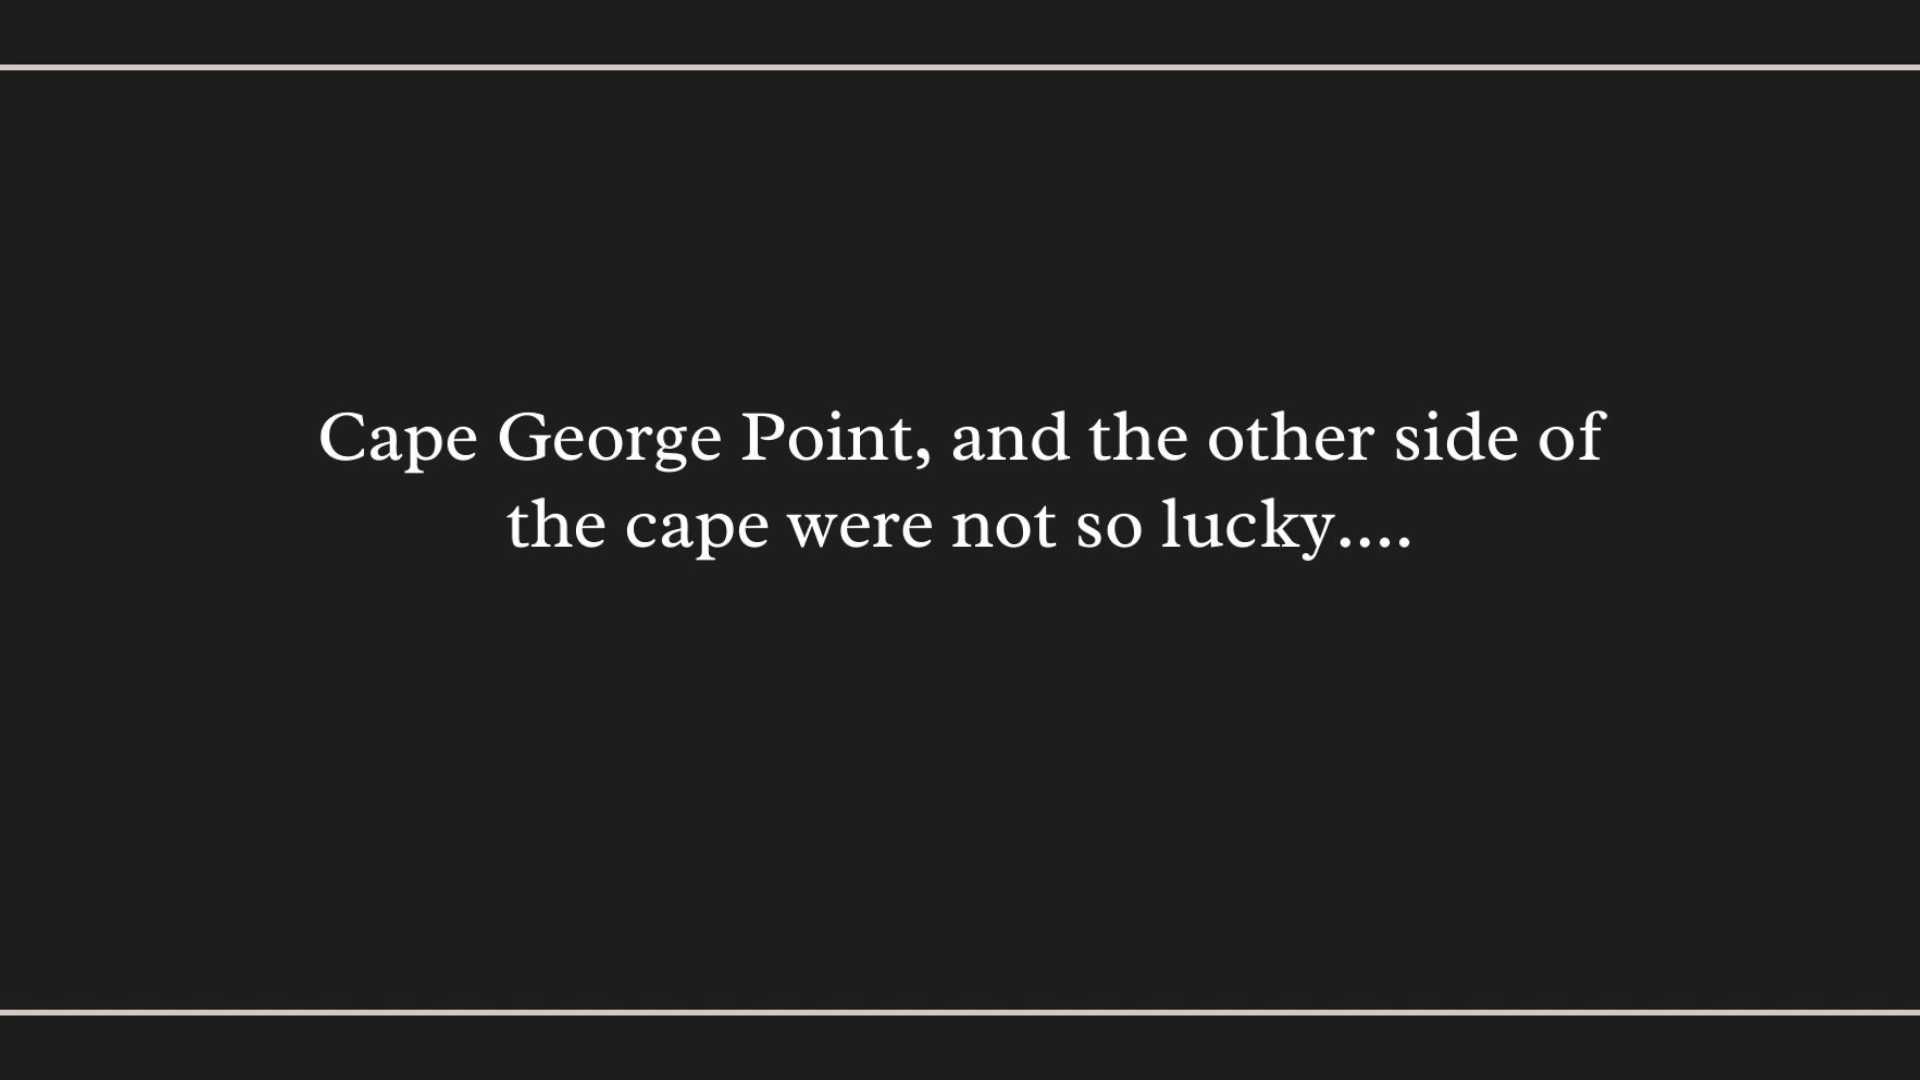 Cape George Point, and the other side of
the cape were not so lucky....